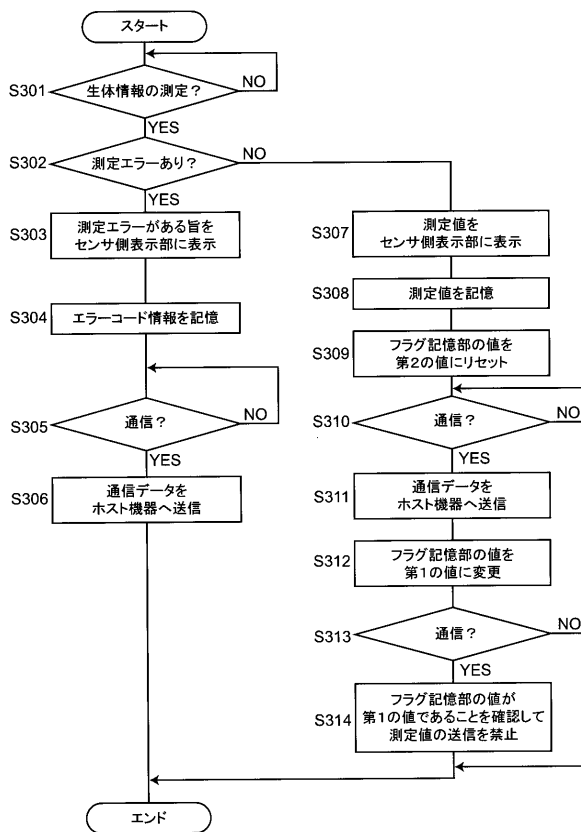 スタート
S301
生体情報の測定？
NO
YES
S302
測定エラーあり？
NO
YES
S303
測定エラーがある旨を
センサ側表示部に表示
S304
エラーコード情報を記憶
S305
通信？
NO
YES
S306
通信データを
ホスト機器へ送信
S307
測定値を
センサ側表示部に表示
S308
測定値を記憶
S309
フラグ記憶部の値を
第２の値にリセット
S310
通信？
NO
YES
S311
通信データを
ホスト機器へ送信
S312
フラグ記憶部の値を
第１の値に変更
S313
通信？
NO
YES
S314
フラグ記憶部の値が
第１の値であることを確認して
測定値の送信を禁止
エンド